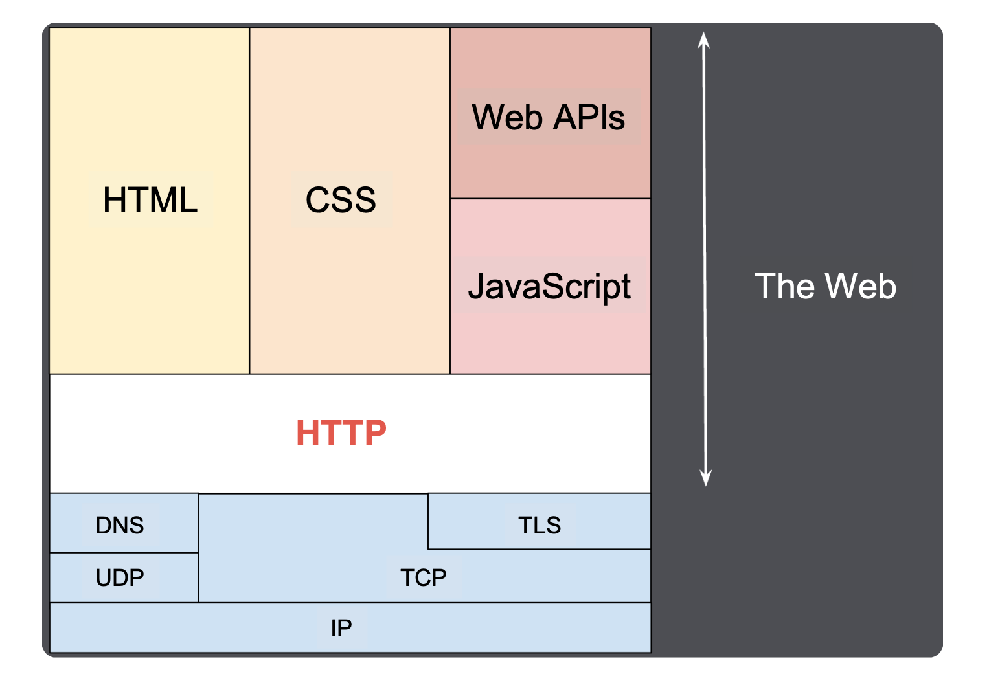 Web APIs
HTML
CSS
JavaScript
The Web
HTTP
DNS
TLS
UDP
TCP
IP